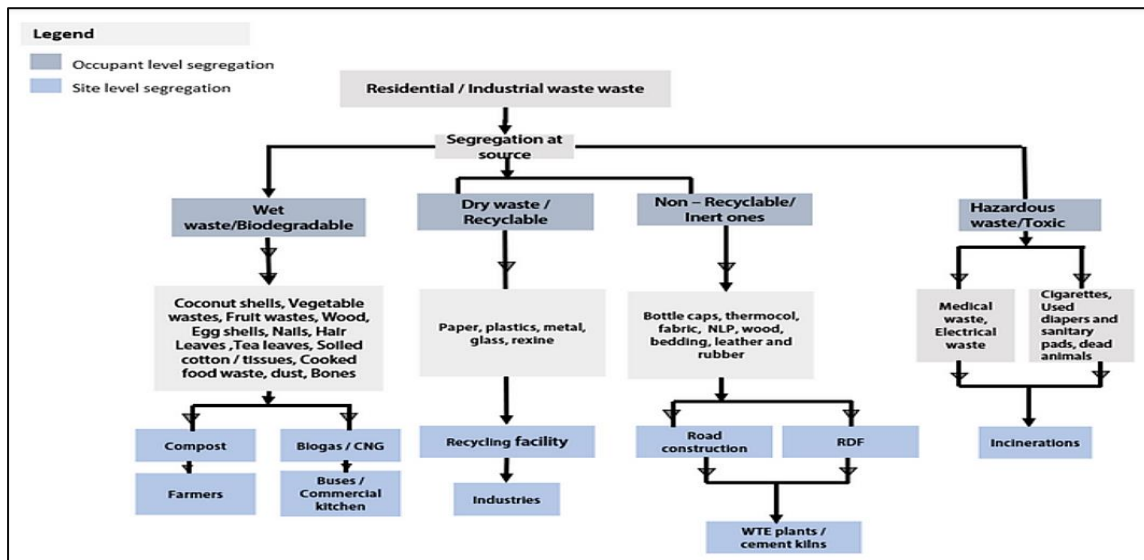 Legend
Occupant level segregation
Site level segregation
Residential / Industrial waste waste
Segregation at
source
Wet
waste/Biodegradable
Dry waste /
Recyclable
Non – Recyclable/
Inert ones
Hazardous
waste/Toxic
Coconut shells, Vegetable
wastes, Fruit wastes, Wood,
Egg shells, Nails, Hair
Leaves ,Tea leaves, Soiled
cotton / tissues, Cooked
food waste, dust, Bones
Paper, plastics, metal,
glass, rexine
Bottle caps, thermocol,
fabric, NLP, wood,
bedding, leather and
rubber
Medical
waste,
Electrical
waste
Cigarettes,
Used
diapers and
sanitary
pads, dead
animals
Compost
Biogas / CNG
Recycling facility
Road
construction
RDF
Incinerations
Farmers
Buses /
Commercial
kitchen
Industries
WTE plants /
cement kilns